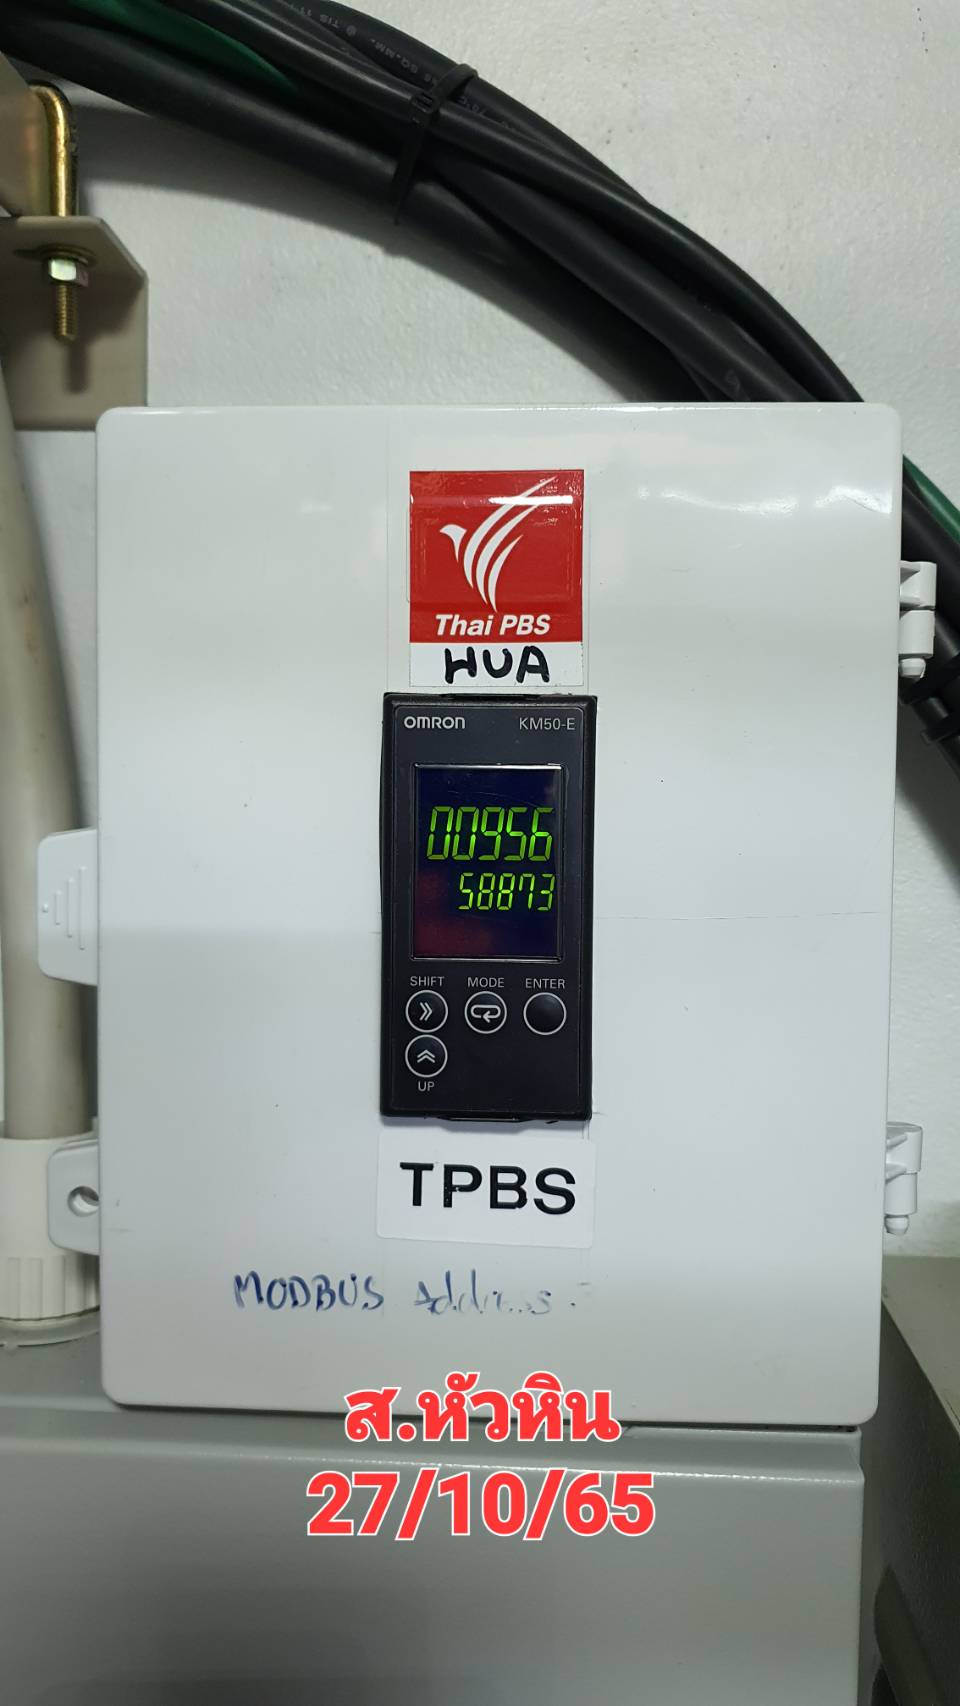 Thai PBS
HUA
OMRON KM50-E
00956
58873
SHIFT MODE ENTER
UP
TPBS
MODBUS Address
ส.หัวหิน
27/10/65